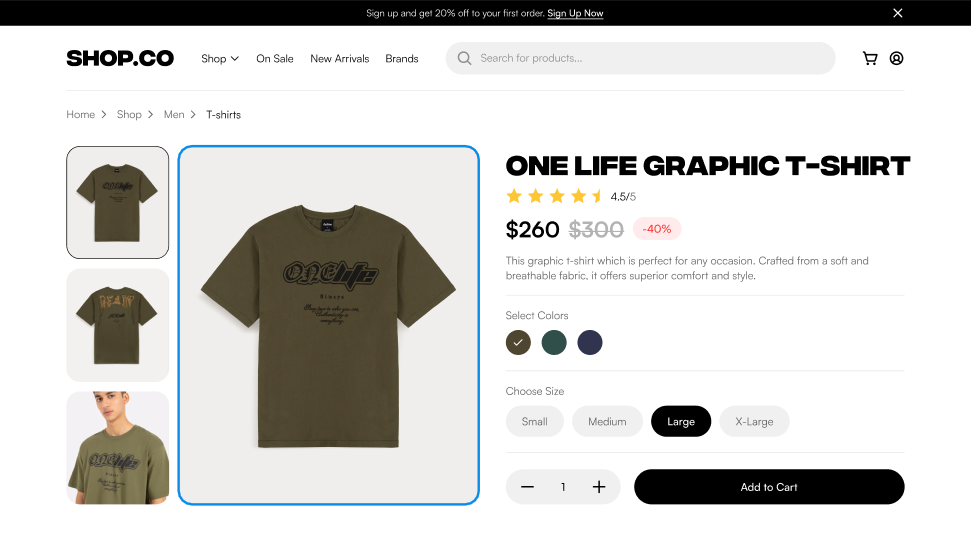 Sign up and get 20% off to your first order. Sign Up Now
SHOP.CO
Shop
On Sale
New Arrivals
Brands
Search for products...
Home > Shop > Men > T-shirts
ONE life
Always
ONE LIFE GRAPHIC T-SHIRT
4.5/5
$260 $300 -40%
This graphic t-shirt which is perfect for any occasion. Crafted from a soft and
breathable fabric, it offers superior comfort and style.
Select Colors
Choose Size
Small
Medium
Large
X-Large
1
Add to Cart